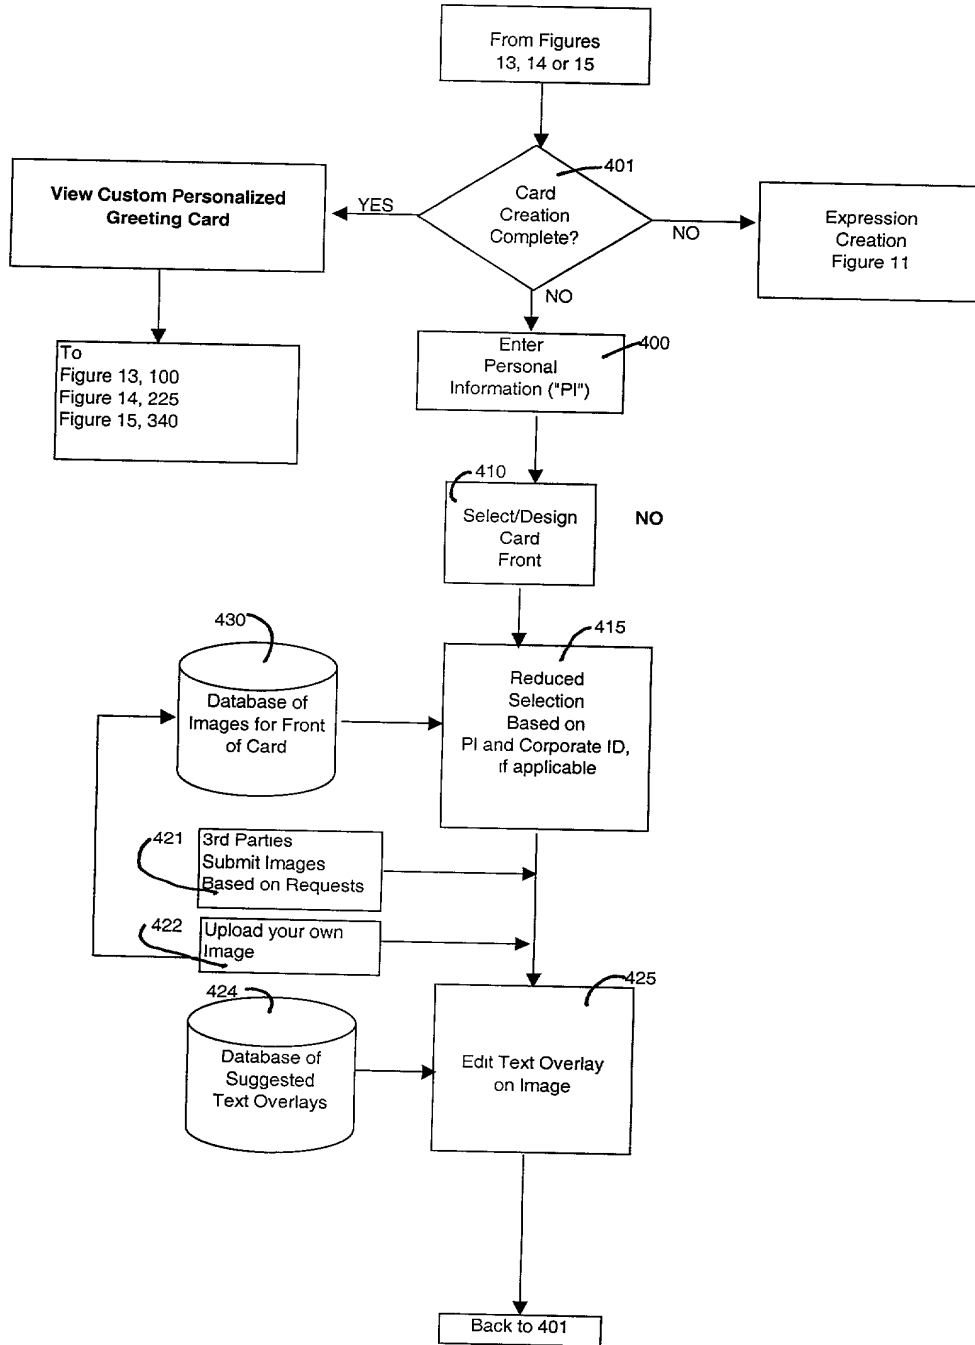 From Figures
13, 14 or 15
401
Card
Creation
Complete?
YES
NO
NO
View Custom Personalized
Greeting Card
Expression
Creation
Figure 11
To
Figure 13, 100
Figure 14, 225
Figure 15, 340
Enter
Personal
Information ("PI")
400
410
Select/Design
Card
Front
NO
430
Database of
Images for Front
of Card
415
Reduced
Selection
Based on
PI and Corporate ID,
if applicable
421
3rd Parties
Submit Images
Based on Requests
422
Upload your own
Image
424
Database of
Suggested
Text Overlays
425
Edit Text Overlay
on Image
Back to 401